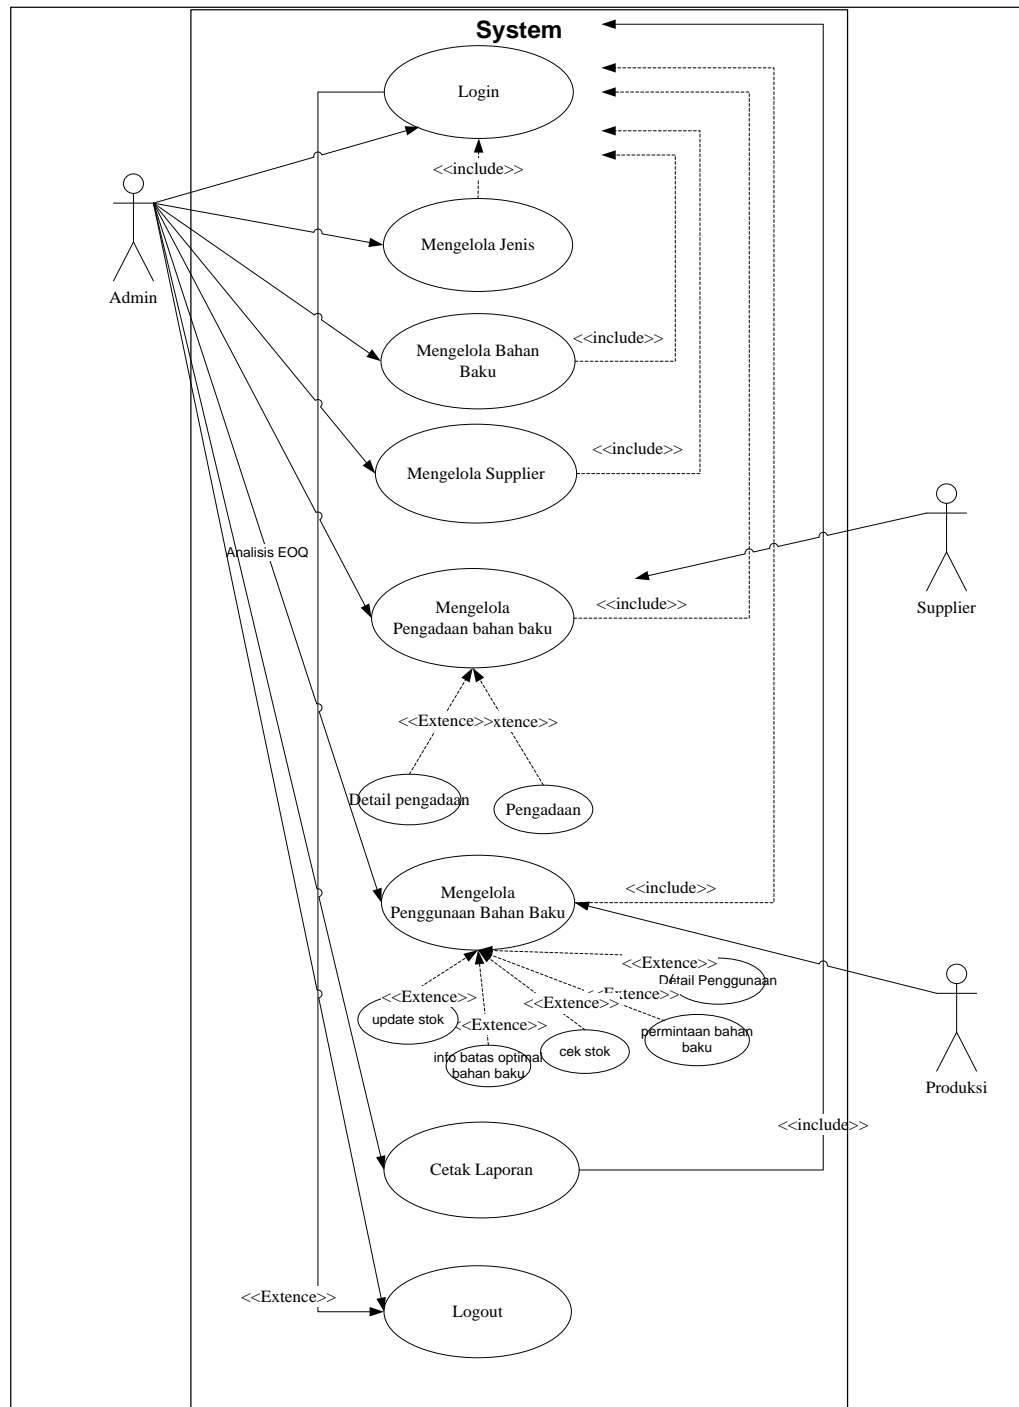 System
Login
<<include>>
Mengelola Jenis
Admin
Mengelola Bahan
Baku
<<include>>
Mengelola Supplier
<<include>>
Analisis EOQ
Mengelola
Pengadaan bahan baku
<<include>>
Supplier
<<Extence>>
xtence>>
Detail pengadaan
Pengadaan
Mengelola
Penggunaan Bahan Baku
<<include>>
<<Extence>>
Detail Penggunaan
<<Extence>>
<<Extence>>
xtence>>
update stok
<<Extence>>
permintaan bahan
baku
info batas optimal
bahan baku
cek stok
Produksi
<<include>>
Cetak Laporan
<<Extence>>
Logout